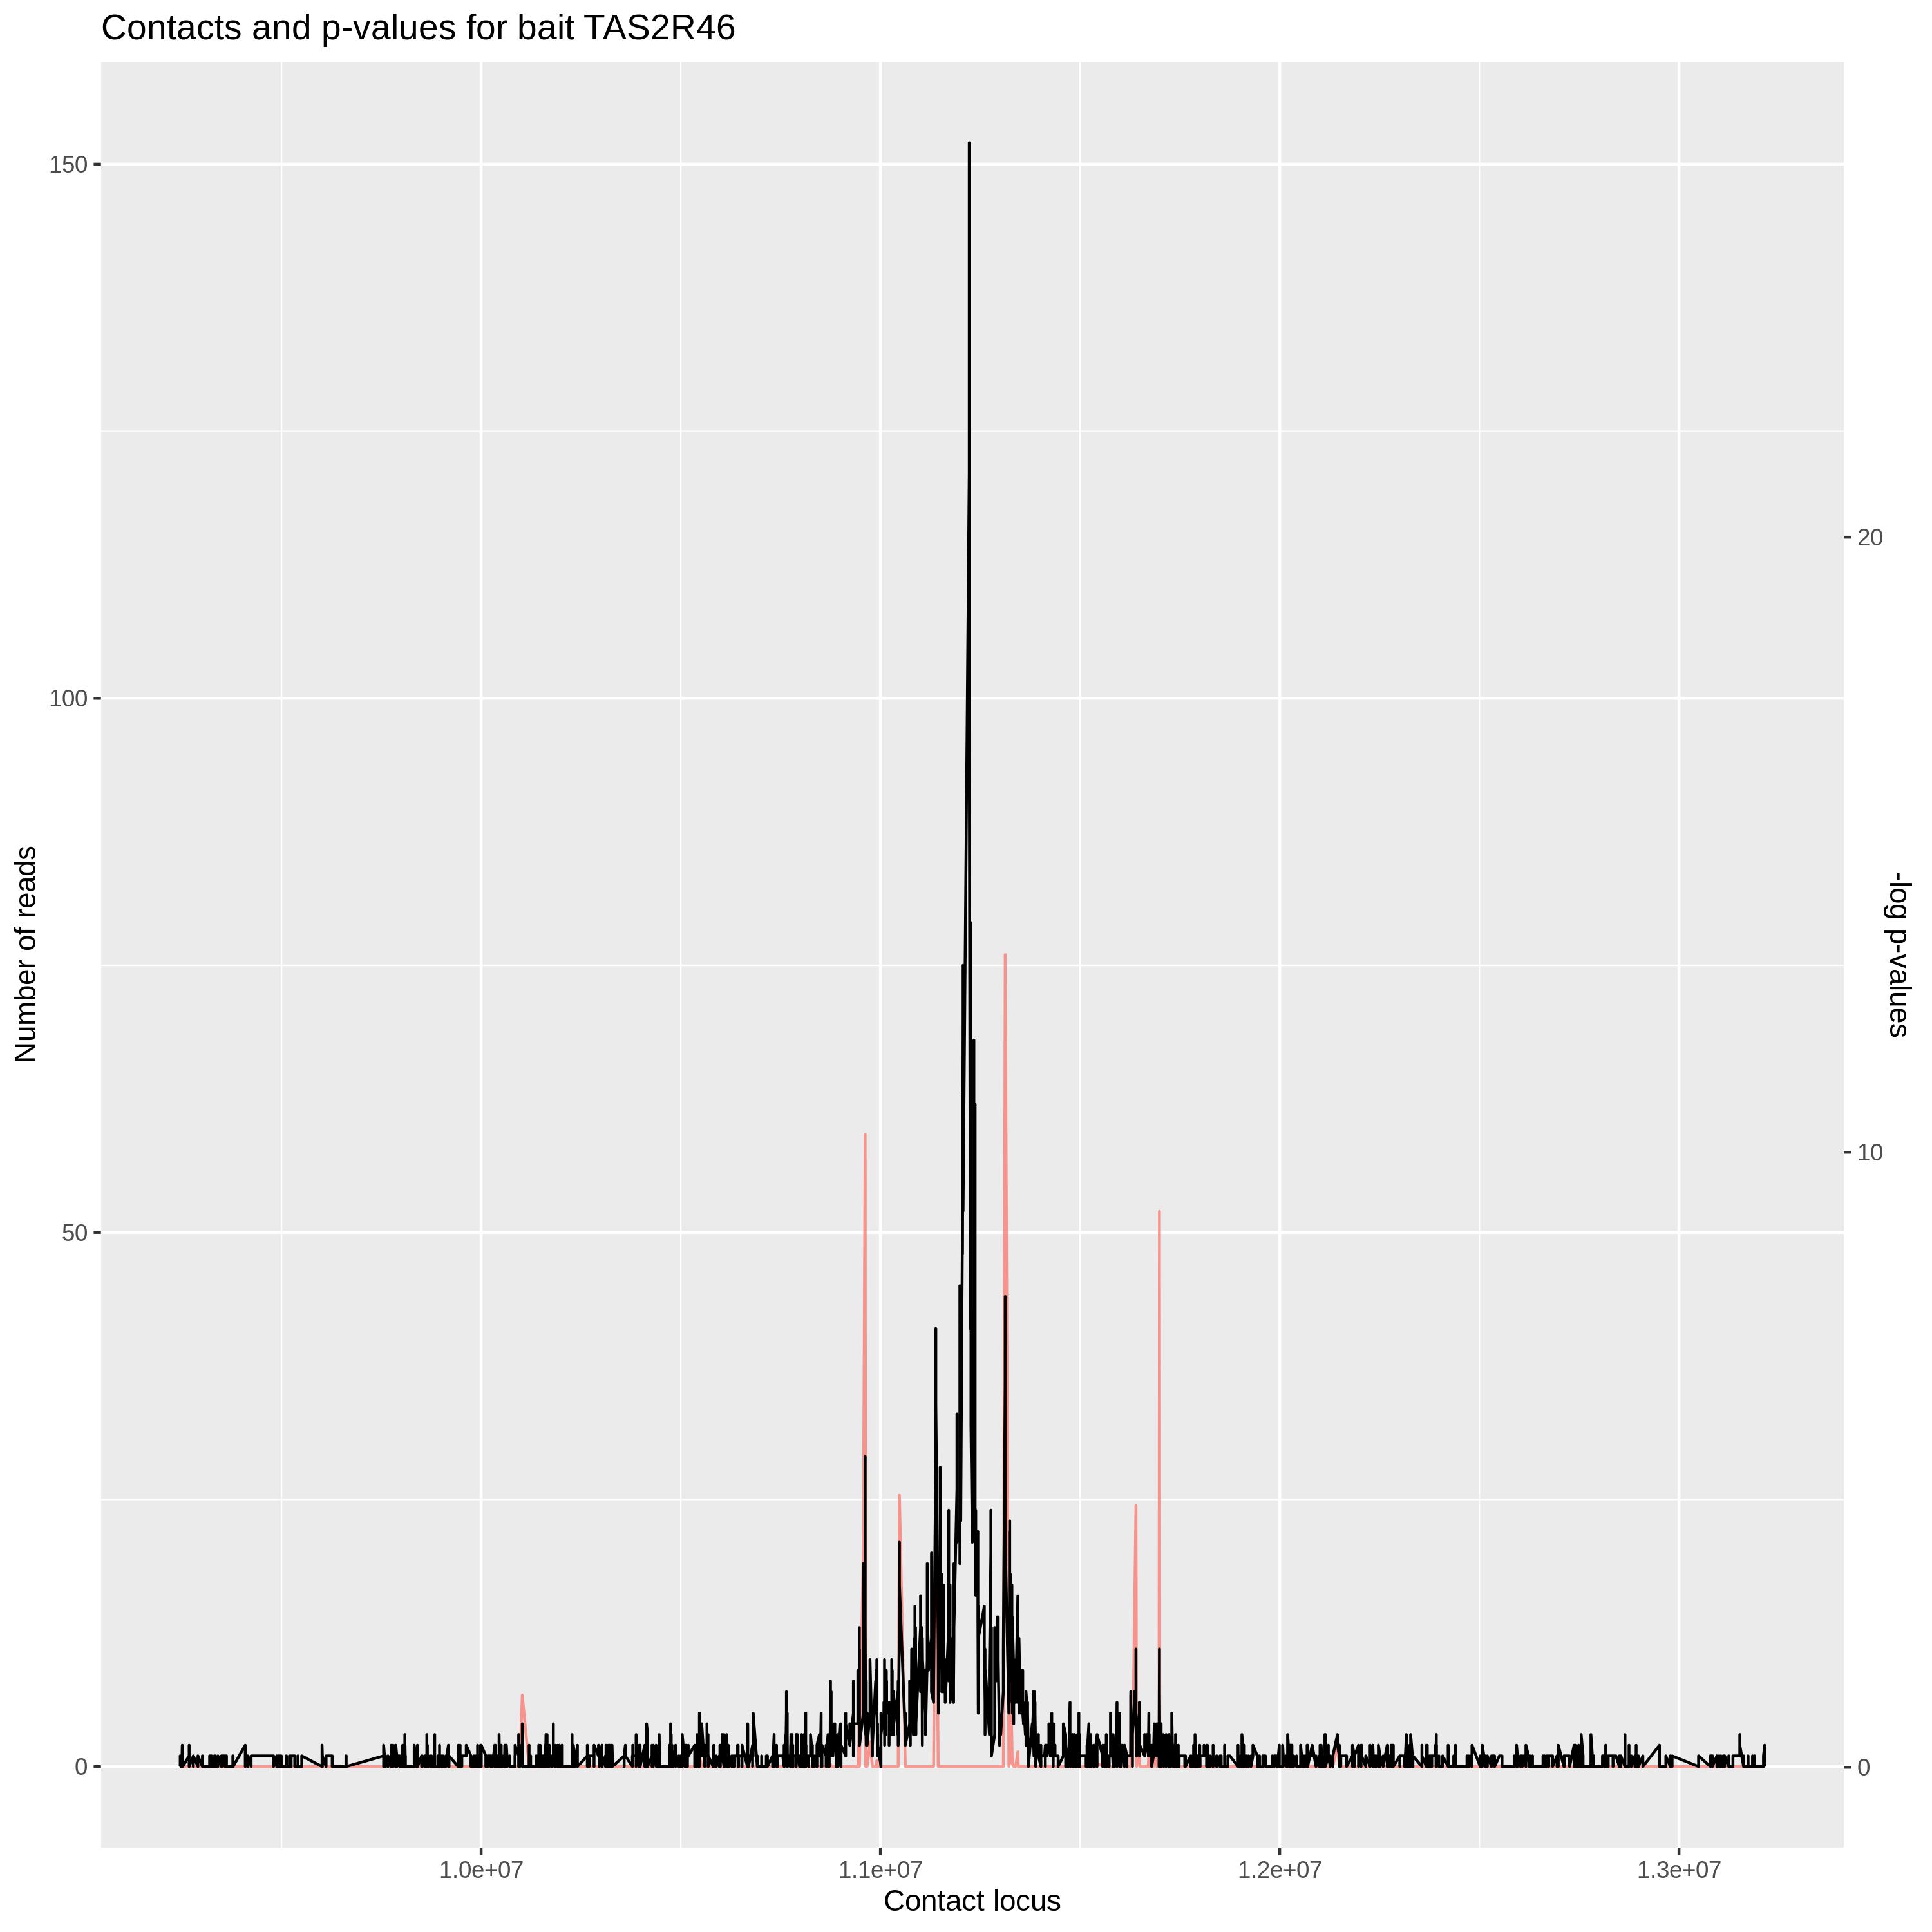 Contacts and p-values for bait TAS2R46
150
100
50
0
Number of reads
20
10
0
-log p-values
1.0e+07
1.1e+07
1.2e+07
1.3e+07
Contact locus